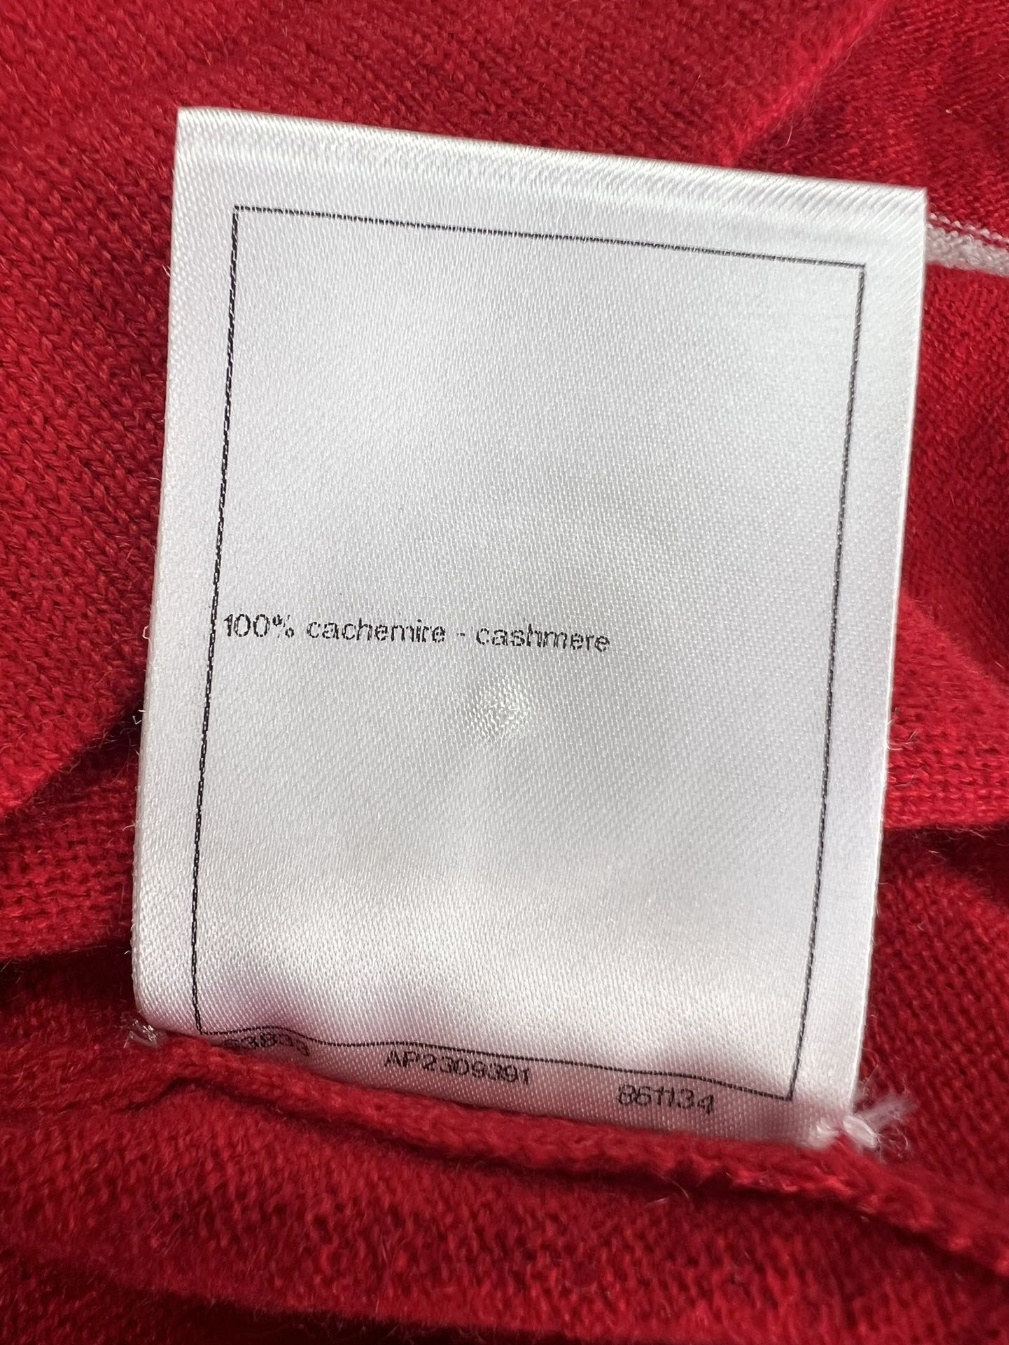 100% cachemire - cashmere
AP2309391 861134